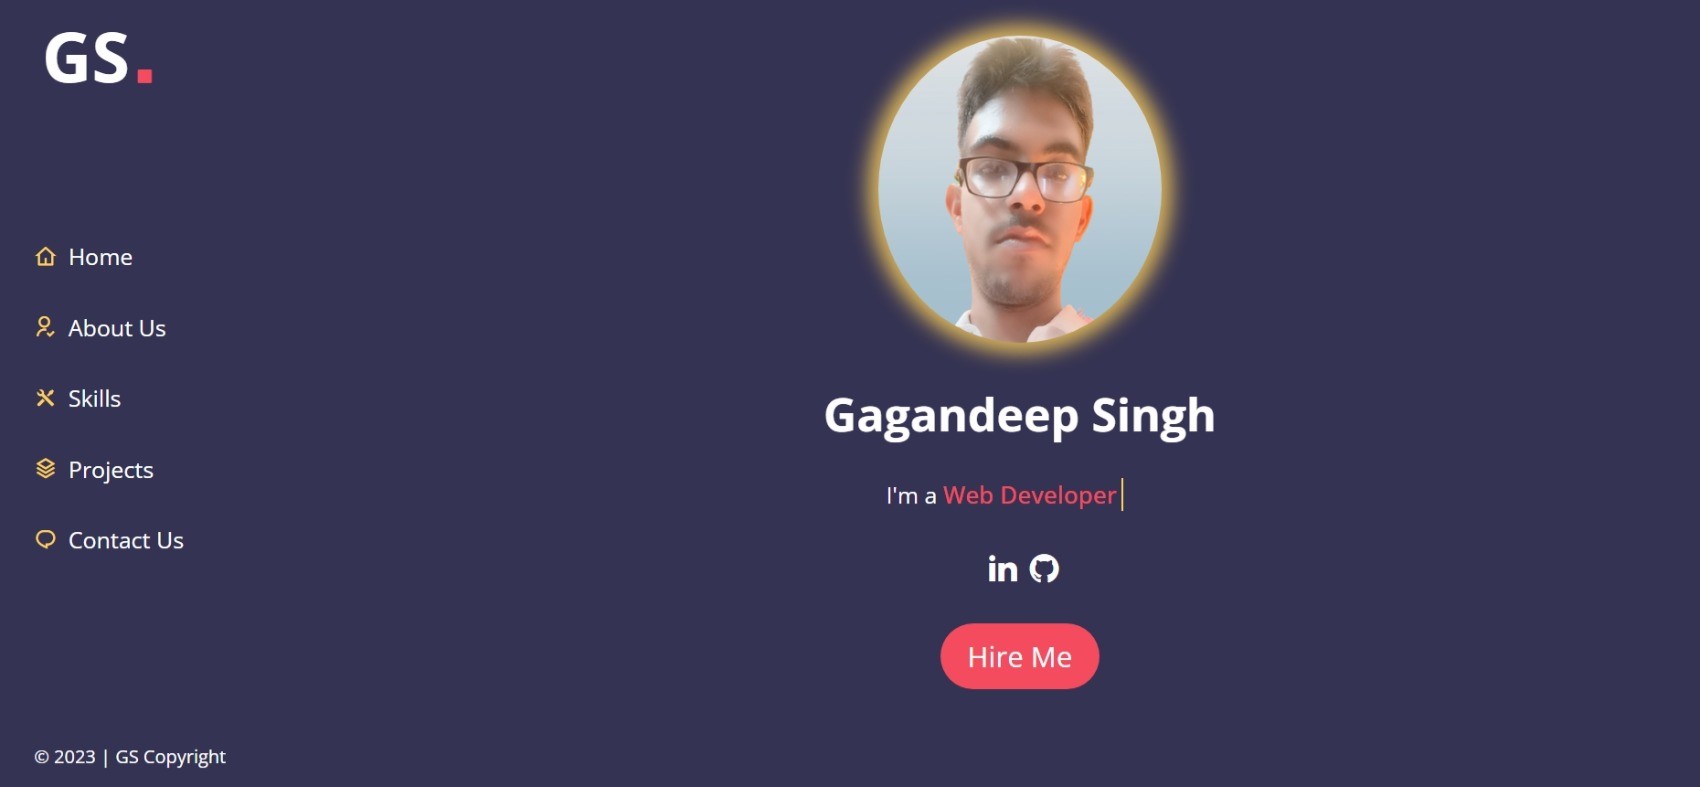 GS.
Home
About Us
Skills
Projects
Contact Us
© 2023 | GS Copyright
Gagandeep Singh
I'm a Web Developer
in
Hire Me